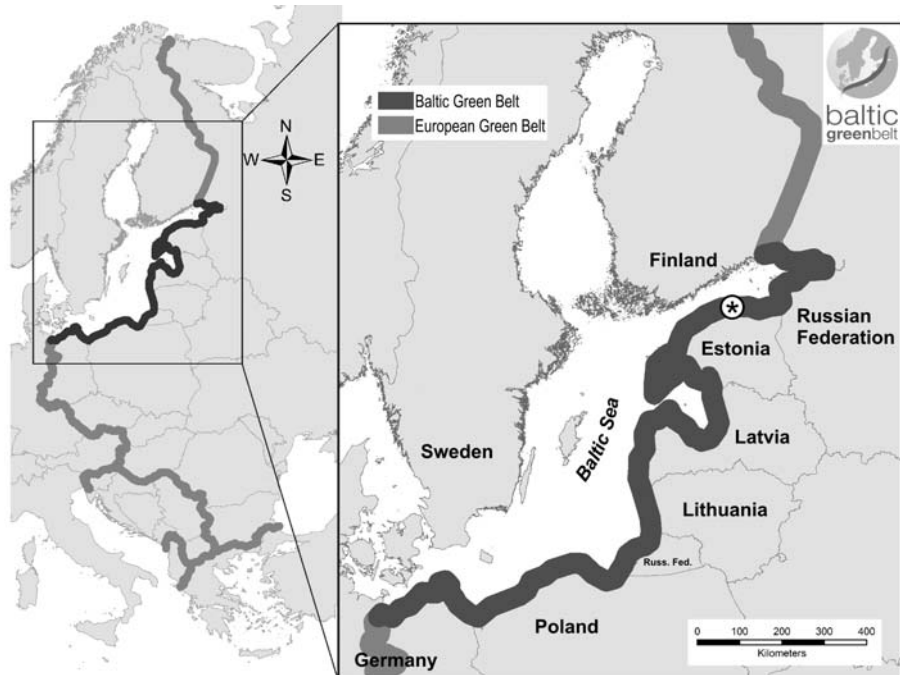 N
W E
S
Baltic Green Belt
European Green Belt
baltic
greenbelt
Finland
*
Russian
Federation
Estonia
Baltic Sea
Sweden
Latvia
Lithuania
Russ. Fed.
Poland
Germany
0 100 200 300 400
Kilometers